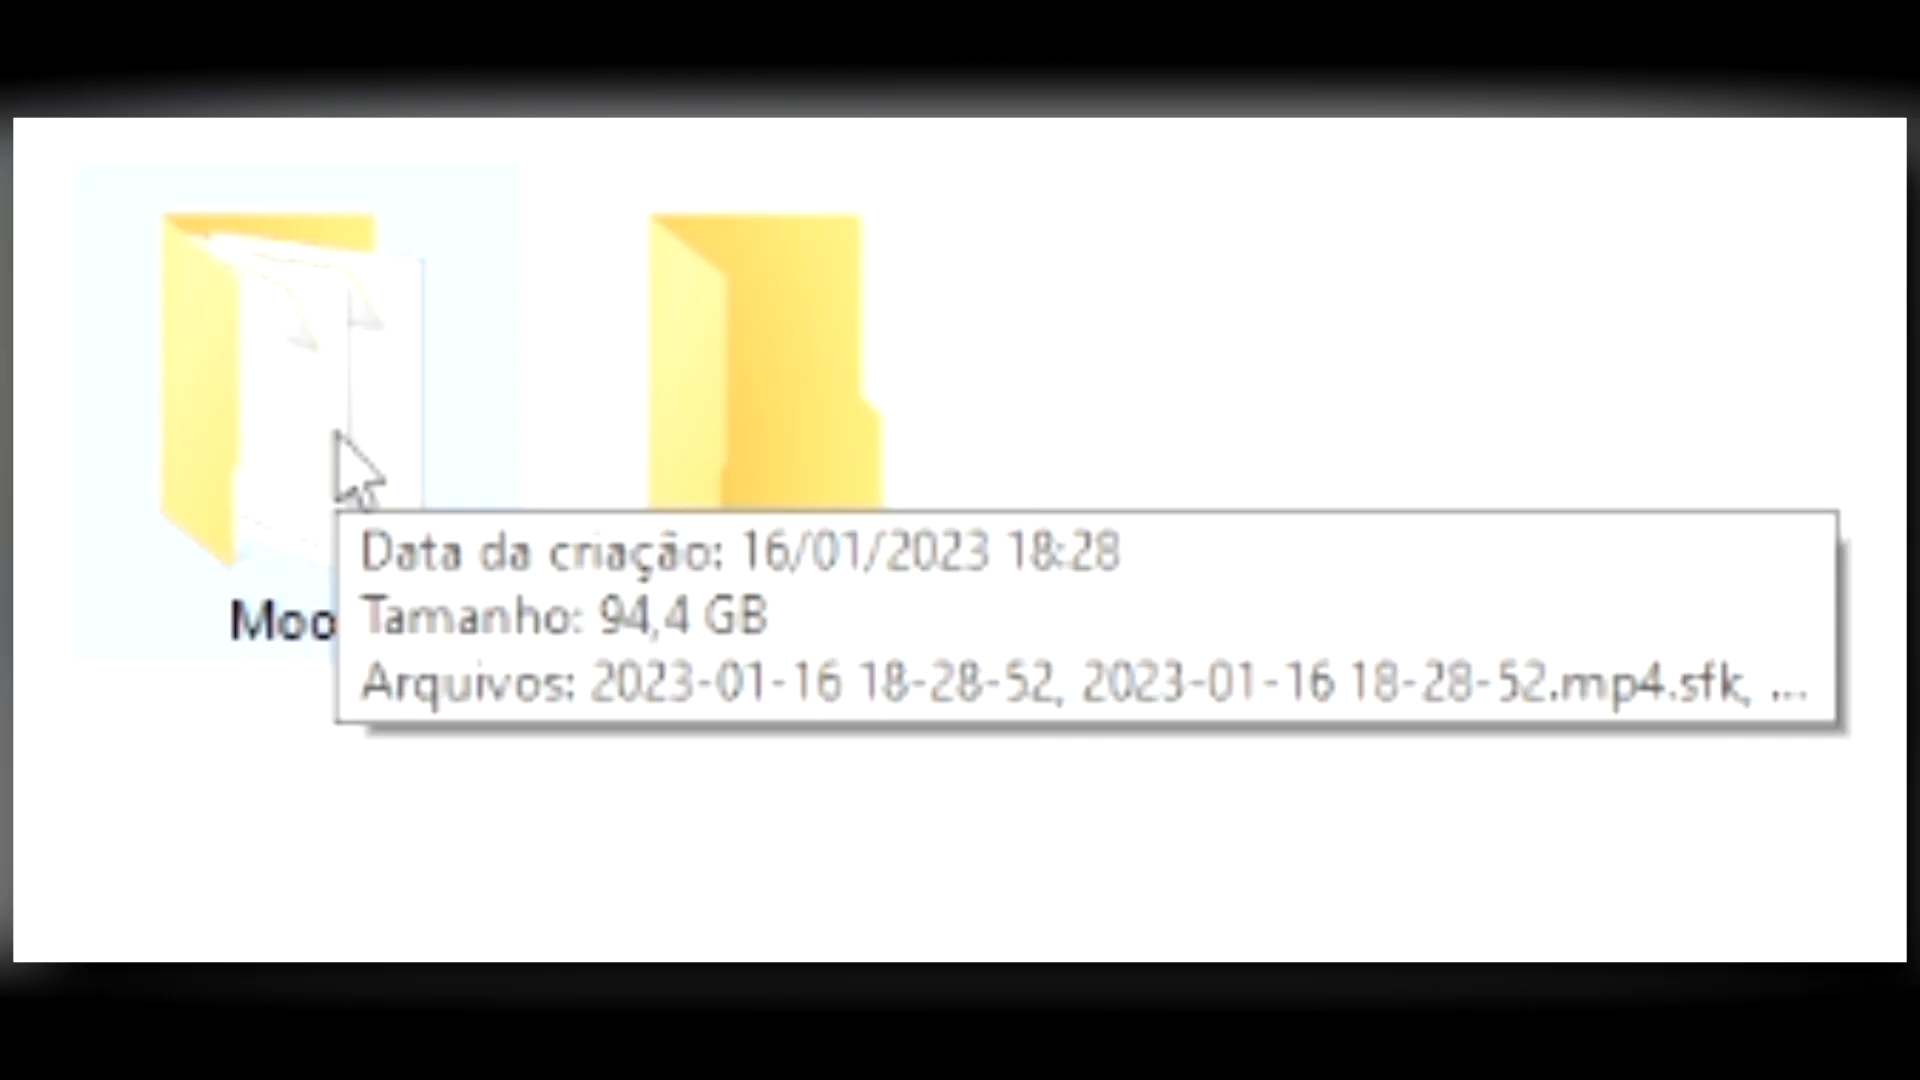 Data da criação: 16/01/2023 18:28
Moo Tamanho: 94,4 GB
Arquivos: 2023-01-16 18-28-52, 2023-01-16 18-28-52.mp4.sfk, ...